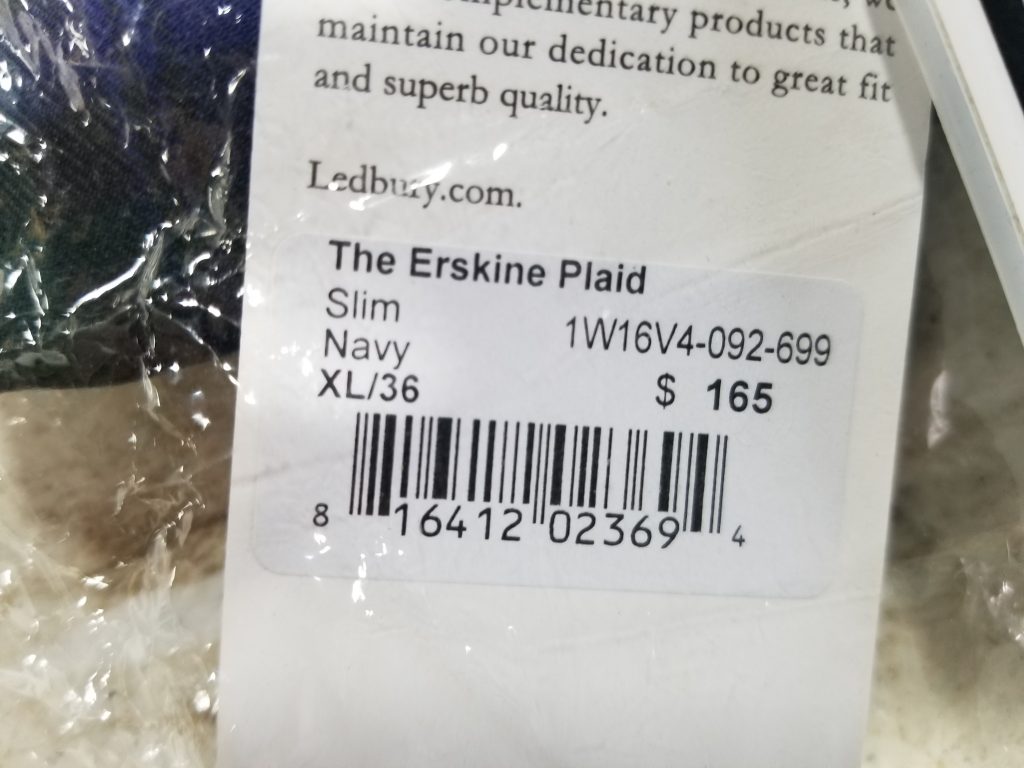 products that
maintain our dedication to great fit
and superb quality.
Ledbury.com.
The Erskine Plaid
Slim
Navy 1W16V4-092-699
XL/36 $ 165
8 16412 02369 4